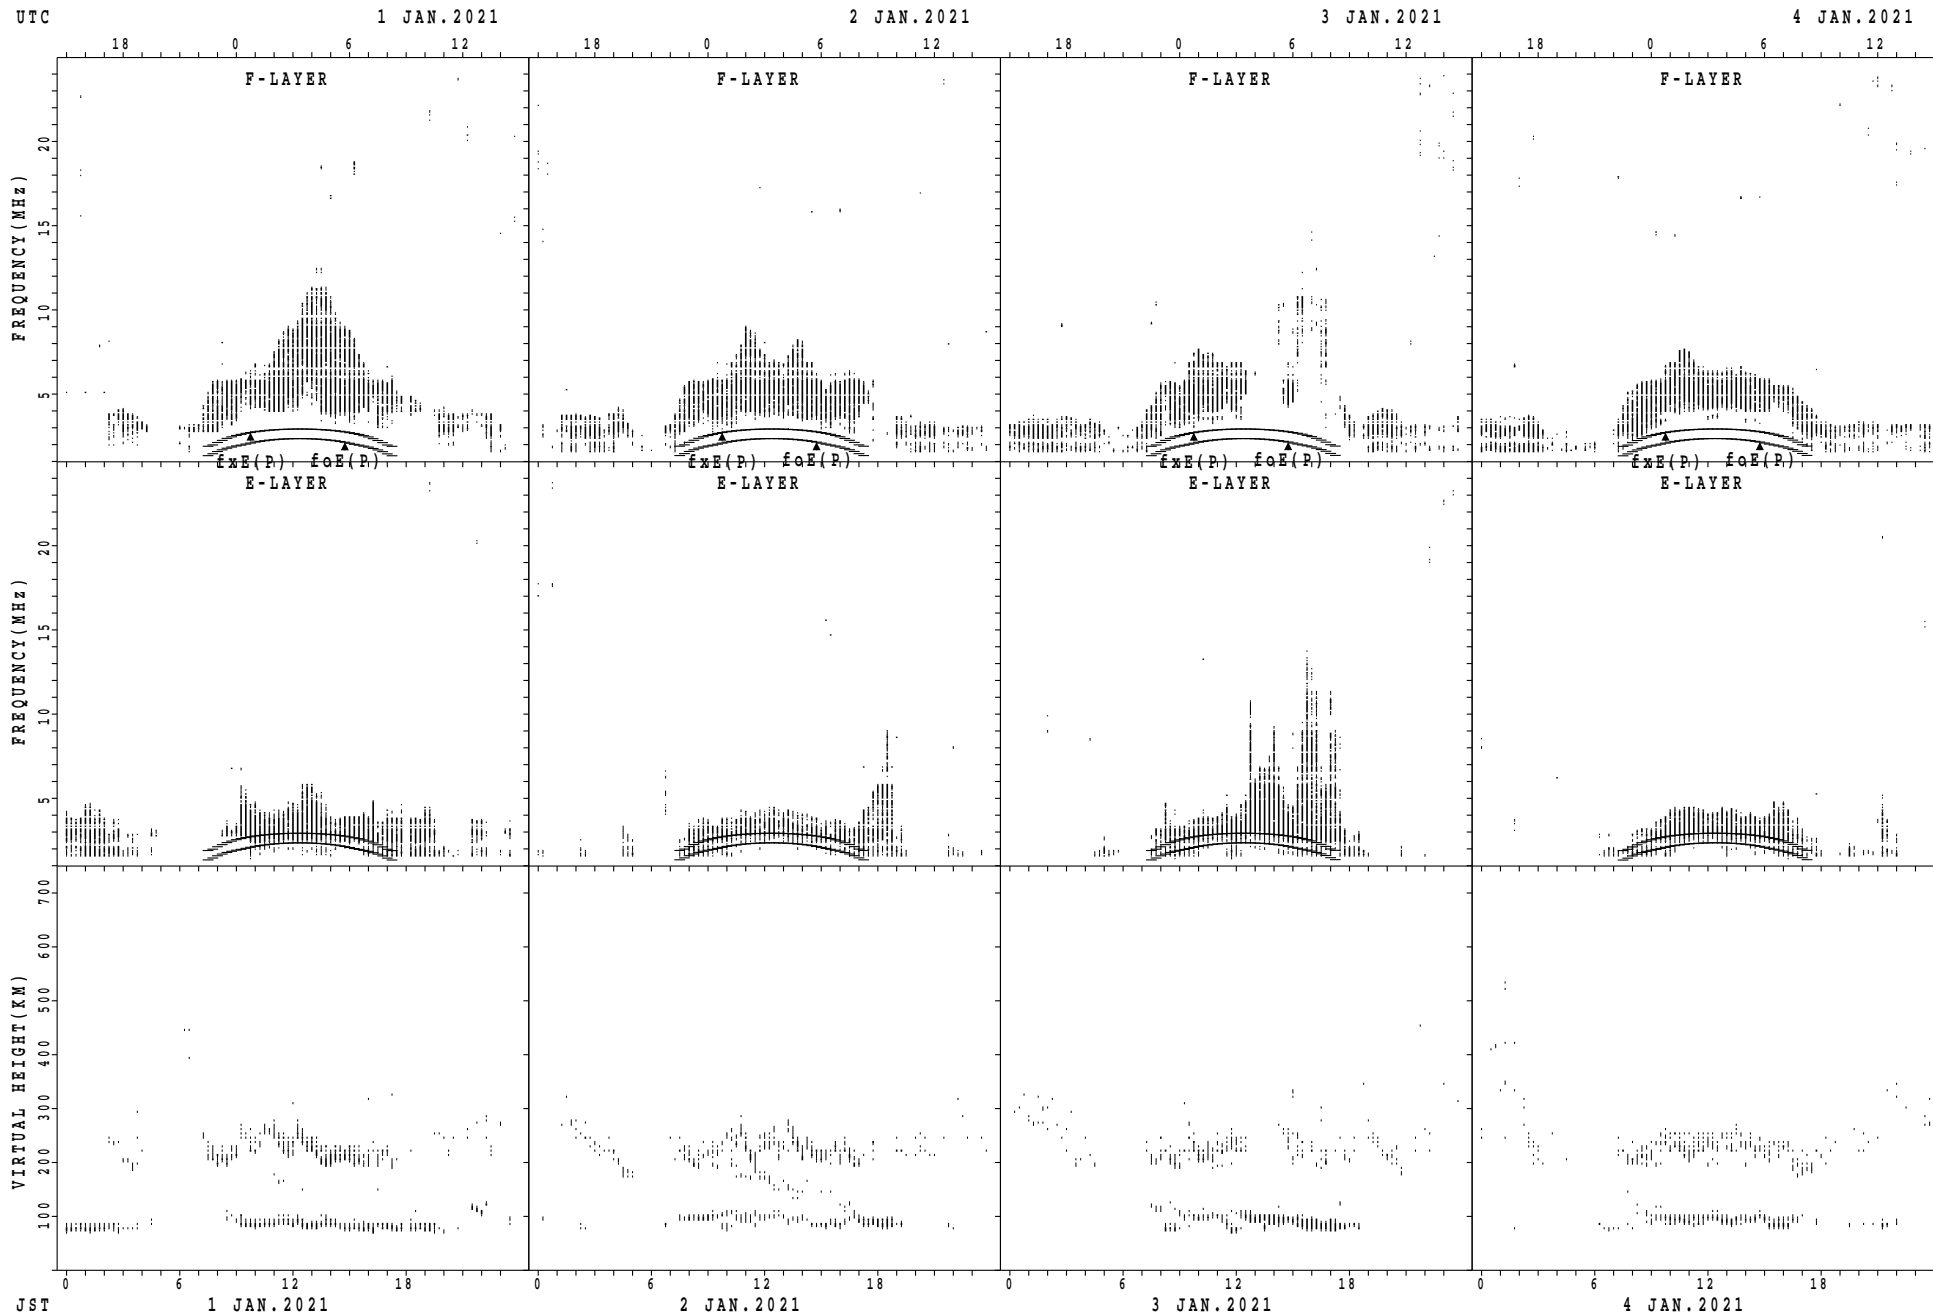 UTC 1 JAN.2021 2 JAN.2021 3 JAN.2021 4 JAN.2021
18 0 6 12 18 0 6 12 18 0 6 12 18 0 6 12
F-LAYER F-LAYER F-LAYER F-LAYER
FREQUENCY(MHz)
20
15
10
5
fxE(P) foE(P) fxE(P) foE(P) fxE(P) foE(P) fxE(P) foE(P)
E-LAYER E-LAYER E-LAYER E-LAYER
FREQUENCY(MHz)
20
15
10
5
VIRTUAL HEIGHT(KM)
700
600
500
400
300
200
100
0 6 12 18 0 6 12 18 0 6 12 18 0 6 12 18
JST 1 JAN.2021 2 JAN.2021 3 JAN.2021 4 JAN.2021